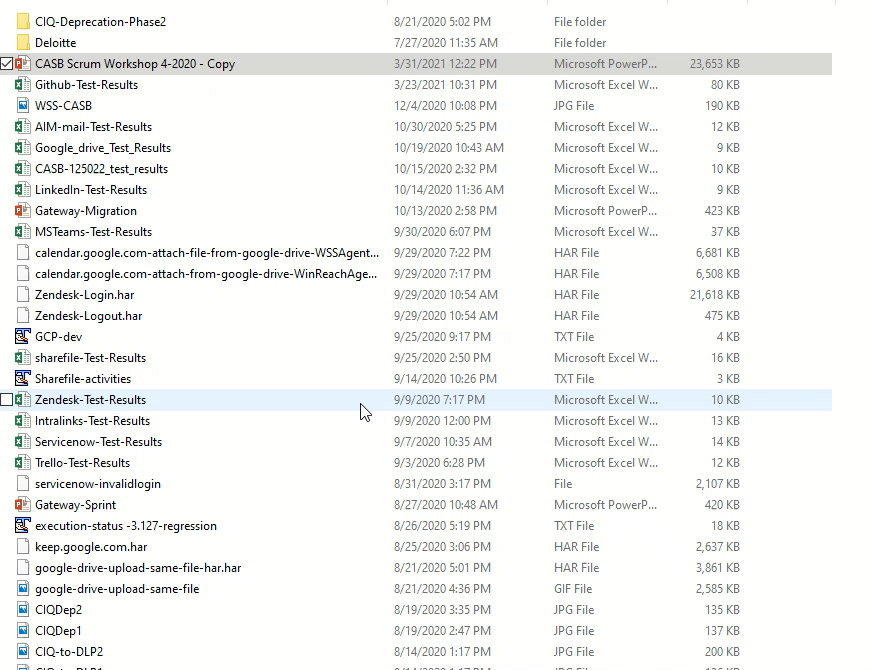 CIQ-Deprecation-Phase2 8/21/2020 5:02 PM File folder
Deloitte 7/27/2020 11:35 AM File folder
CASB Scrum Workshop 4-2020 - Copy 3/31/2021 12:22 PM Microsoft PowerP... 23,653 KB
Github-Test-Results 3/23/2021 10:31 PM Microsoft Excel W... 80 KB
WSS-CASB 12/4/2020 10:08 PM JPG File 190 KB
AIM-mail-Test-Results 10/30/2020 5:25 PM Microsoft Excel W... 12 KB
Google_drive_Test_Results 10/19/2020 10:43 AM Microsoft Excel W... 9 KB
CASB-125022_test_results 10/15/2020 2:32 PM Microsoft Excel W... 10 KB
LinkedIn-Test-Results 10/14/2020 11:36 AM Microsoft Excel W... 9 KB
Gateway-Migration 10/13/2020 2:58 PM Microsoft PowerP... 423 KB
MSTeams-Test-Results 9/30/2020 6:07 PM Microsoft Excel W... 37 KB
calendar.google.com-attach-file-from-google-drive-WSSAgent... 9/29/2020 7:22 PM HAR File 6,681 KB
calendar.google.com-attach-from-google-drive-WinReachAge... 9/29/2020 7:17 PM HAR File 6,508 KB
Zendesk-Login.har 9/29/2020 10:54 AM HAR File 21,618 KB
Zendesk-Logout.har 9/29/2020 10:54 AM HAR File 475 KB
GCP-dev 9/25/2020 9:17 PM TXT File 4 KB
sharefile-Test-Results 9/25/2020 2:50 PM Microsoft Excel W... 16 KB
Sharefile-activities 9/14/2020 10:26 PM TXT File 3 KB
Zendesk-Test-Results 9/9/2020 7:17 PM Microsoft Excel W... 10 KB
Intralinks-Test-Results 9/9/2020 12:00 PM Microsoft Excel W... 13 KB
Servicenow-Test-Results 9/7/2020 10:35 AM Microsoft Excel W... 14 KB
Trello-Test-Results 9/3/2020 6:28 PM Microsoft Excel W... 12 KB
servicenow-invalidlogin 8/31/2020 3:17 PM File 2,107 KB
Gateway-Sprint 8/27/2020 10:48 AM Microsoft PowerP... 420 KB
execution-status -3.127-regression 8/26/2020 5:19 PM TXT File 18 KB
keep.google.com.har 8/25/2020 3:06 PM HAR File 2,637 KB
google-drive-upload-same-file-har.har 8/21/2020 5:01 PM HAR File 3,861 KB
google-drive-upload-same-file 8/21/2020 4:36 PM GIF File 2,585 KB
CIQDep2 8/19/2020 3:35 PM JPG File 135 KB
CIQDep1 8/19/2020 2:47 PM JPG File 137 KB
CIQ-to-DLP2 8/14/2020 1:17 PM JPG File 200 KB